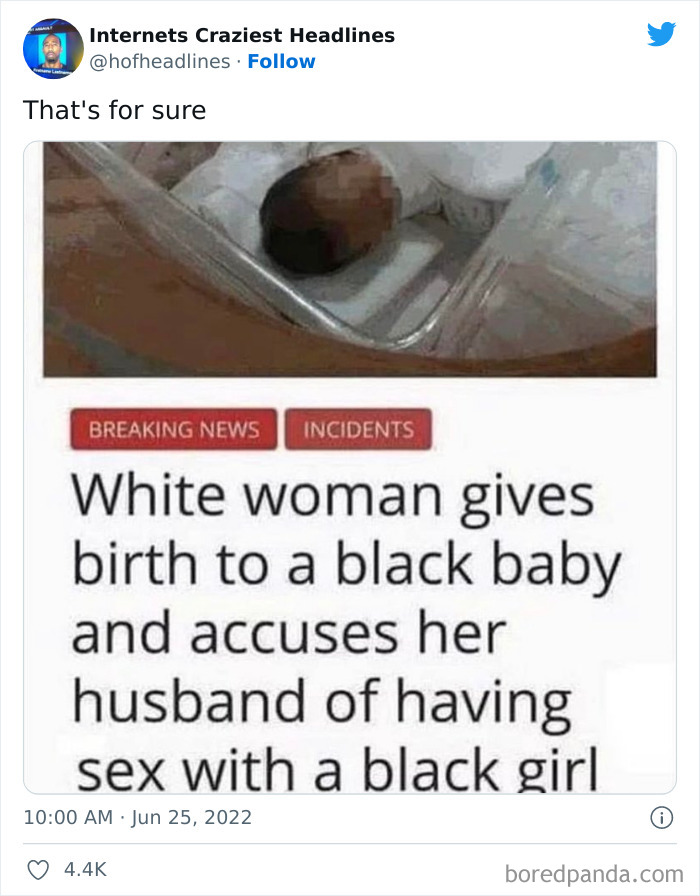 Internets Craziest Headlines
@hofheadlines · Follow
That's for sure
BREAKING NEWS
INCIDENTS
White woman gives
birth to a black baby
and accuses her
husband of having
sex with a black girl
10:00 AM · Jun 25, 2022
4.4K
boredpanda.com